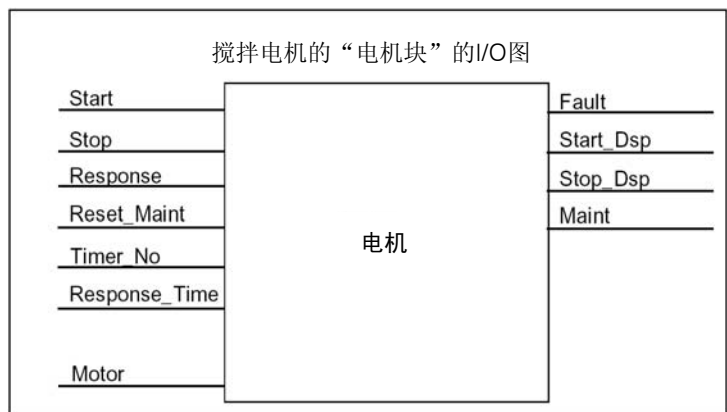 搅拌电机的“电机块”的I/O图
Start
Stop
Response
Reset_Maint
Timer_No
Response_Time
Motor
电机
Fault
Start_Dsp
Stop_Dsp
Maint